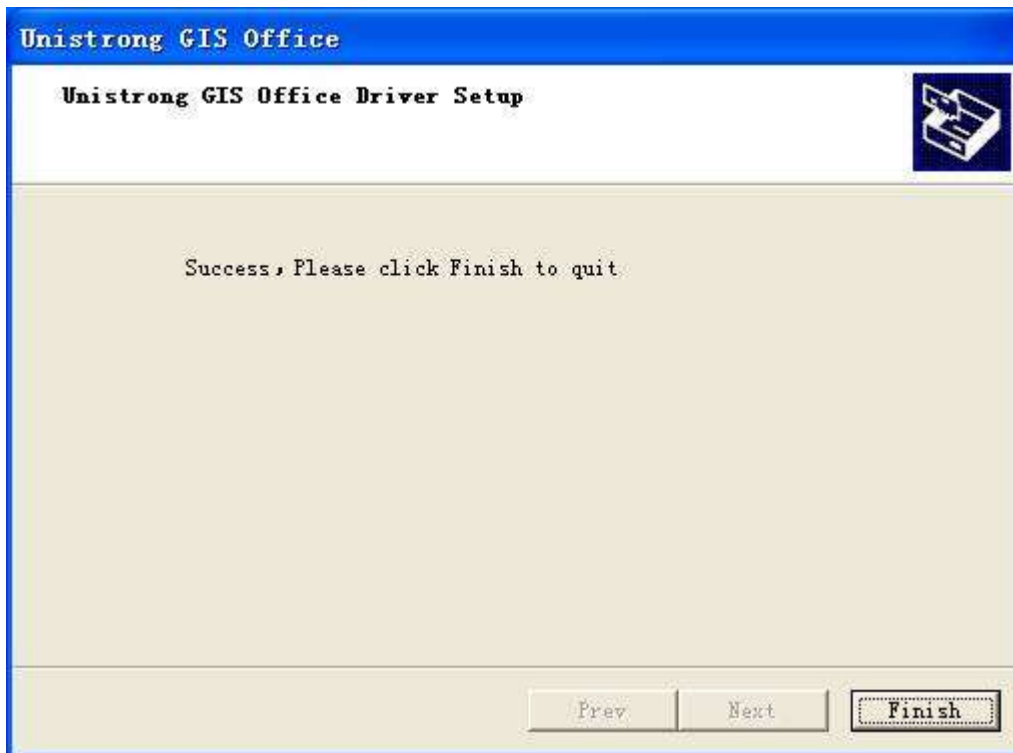 Unistrong GIS Office
Unistrong GIS Office Driver Setup
Success,Please click Finish to quit
Prev Next Finish